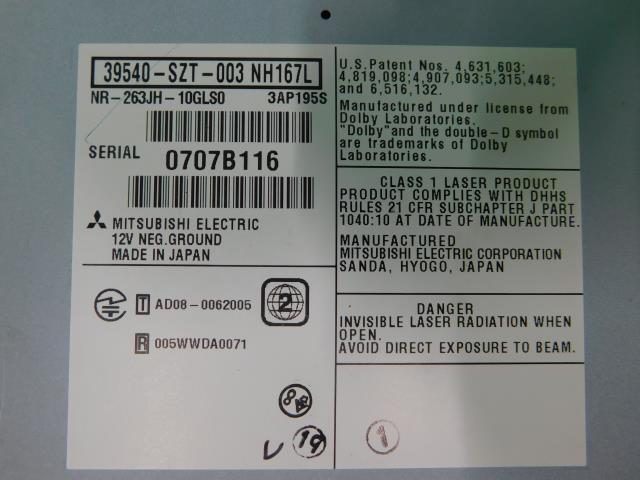 39540-SZT-003 NH167L
NR-263JH-10GLS0 3AP195S
SERIAL 0707B116
MITSUBISHI ELECTRIC
12V NEG.GROUND
MADE IN JAPAN
T AD08-0062005
2
R 005WWDA0071
8
V 19
U.S.Patent Nos. 4,631,603;
4,819,098;4,907,093;5,315,448;
and 6,516,132.
Manufactured under license from
Dolby Laboratories.
"Dolby"and the double-D symbol
are trademarks of Dolby
Laboratories.
CLASS 1 LASER PRODUCT
PRODUCT COMPLIES WITH DHHS
RULES 21 CFR SUBCHAPTER J PART
1040:10 AT DATE OF MANUFACTURE.
MANUFACTURED
MITSUBISHI ELECTRIC CORPORATION
SANDA, HYOGO, JAPAN
DANGER
INVISIBLE LASER RADIATION WHEN
OPEN.
AVOID DIRECT EXPOSURE TO BEAM.
1